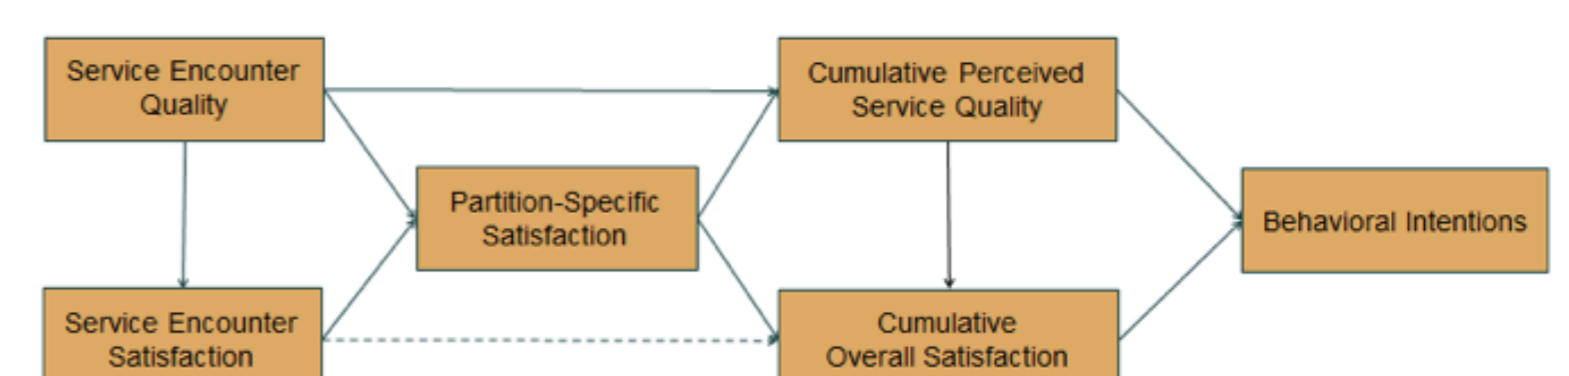 Service Encounter
Quality
Cumulative Perceived
Service Quality
Partition-Specific
Satisfaction
Behavioral Intentions
Service Encounter
Satisfaction
Cumulative
Overall Satisfaction